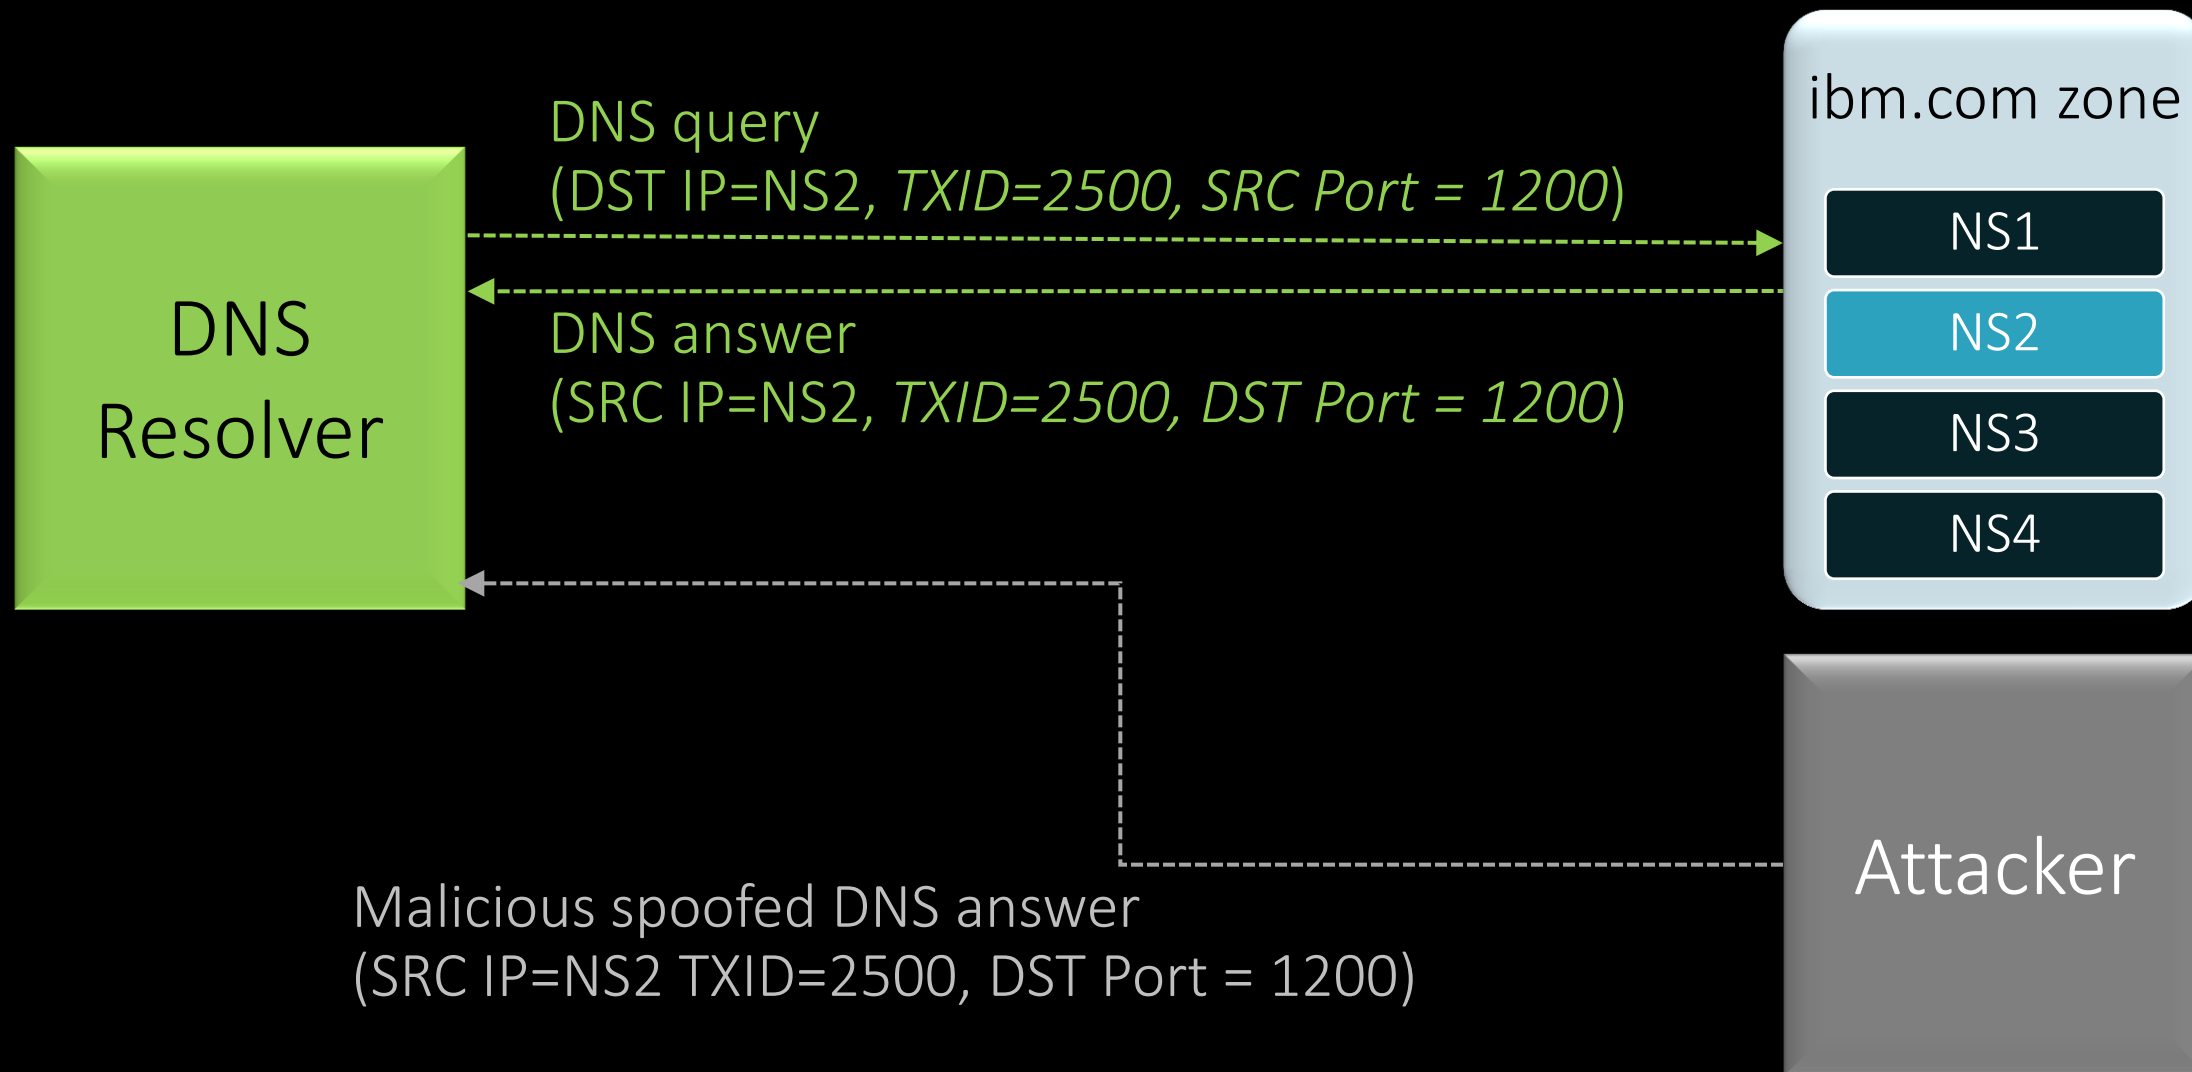 DNS query
(DST IP=NS2, TXID=2500, SRC Port = 1200)
DNS
Resolver
DNS answer
(SRC IP=NS2, TXID=2500, DST Port = 1200)
ibm.com zone
NS1
NS2
NS3
NS4
Malicious spoofed DNS answer
(SRC IP=NS2 TXID=2500, DST Port = 1200)
Attacker